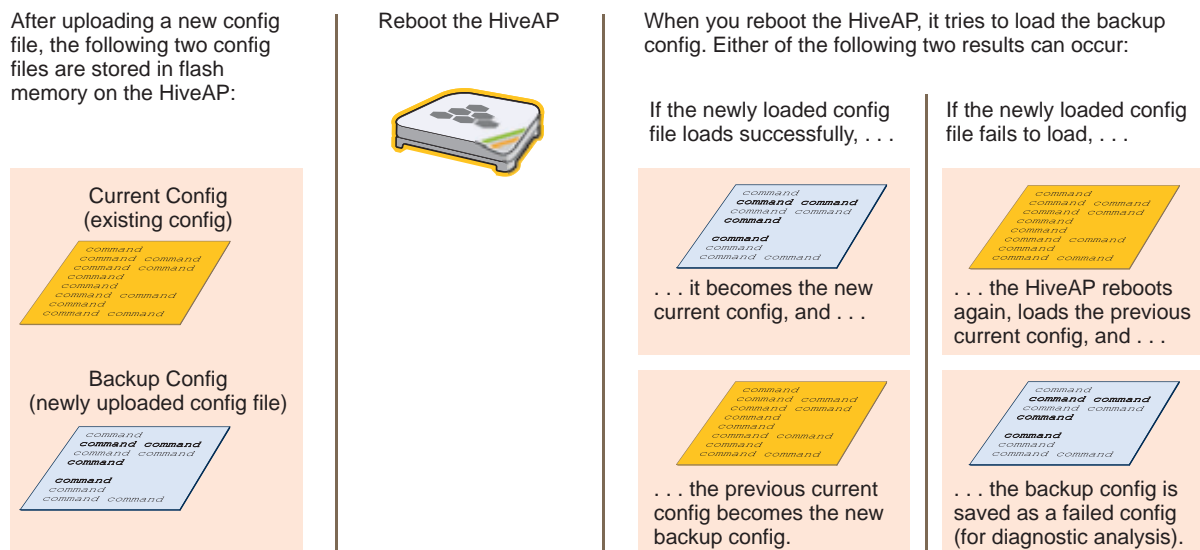 After uploading a new config
file, the following two config
files are stored in flash
memory on the HiveAP:
Current Config
(existing config)
command
command command
command command
command
command
command command
command
command command
Backup Config
(newly uploaded config file)
command
command command
command command
command
command
command
command command
Reboot the HiveAP
When you reboot the HiveAP, it tries to load the backup
config. Either of the following two results can occur:
If the newly loaded config
file loads successfully, . . .
command
command command
command command
command
command
command
command command
. . . it becomes the new
current config, and . . .
command
command command
command command
command
command
command command
command
command command
. . . the previous current
config becomes the new
backup config.
If the newly loaded config
file fails to load, . . .
command
command command
command command
command
command
command command
command
command command
. . . the HiveAP reboots
again, loads the previous
current config, and . . .
command
command command
command command
command
command
command
command command
. . . the backup config is
saved as a failed config
(for diagnostic analysis).